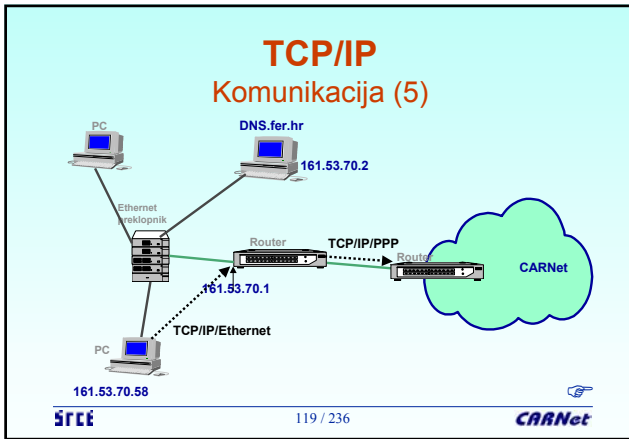 TCP/IP
Komunikacija (5)
PC
DNS.fer.hr
161.53.70.2
Ethernet
preklopnik
Router
TCP/IP/PPP
Router
CARNet
161.53.70.1
TCP/IP/Ethernet
PC
161.53.70.58
srce
119 / 236
CARNet